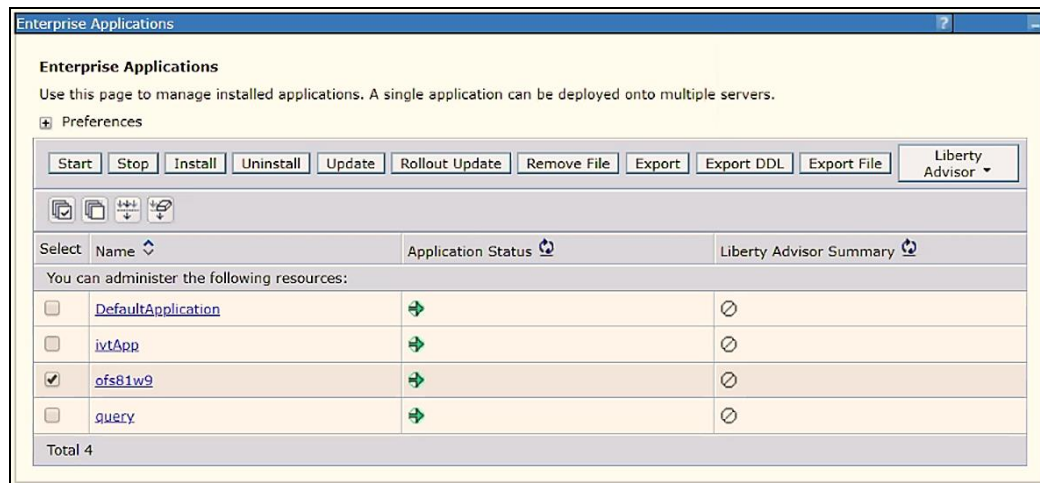 Enterprise Applications
?
Enterprise Applications
Use this page to manage installed applications. A single application can be deployed onto multiple servers.
Preferences
Start Stop Install Uninstall Update Rollout Update Remove File Export Export DDL Export File Liberty Advisor
Select Name Application Status Liberty Advisor Summary
You can administer the following resources:
DefaultApplication
ivtApp
ofs81w9
query
Total 4